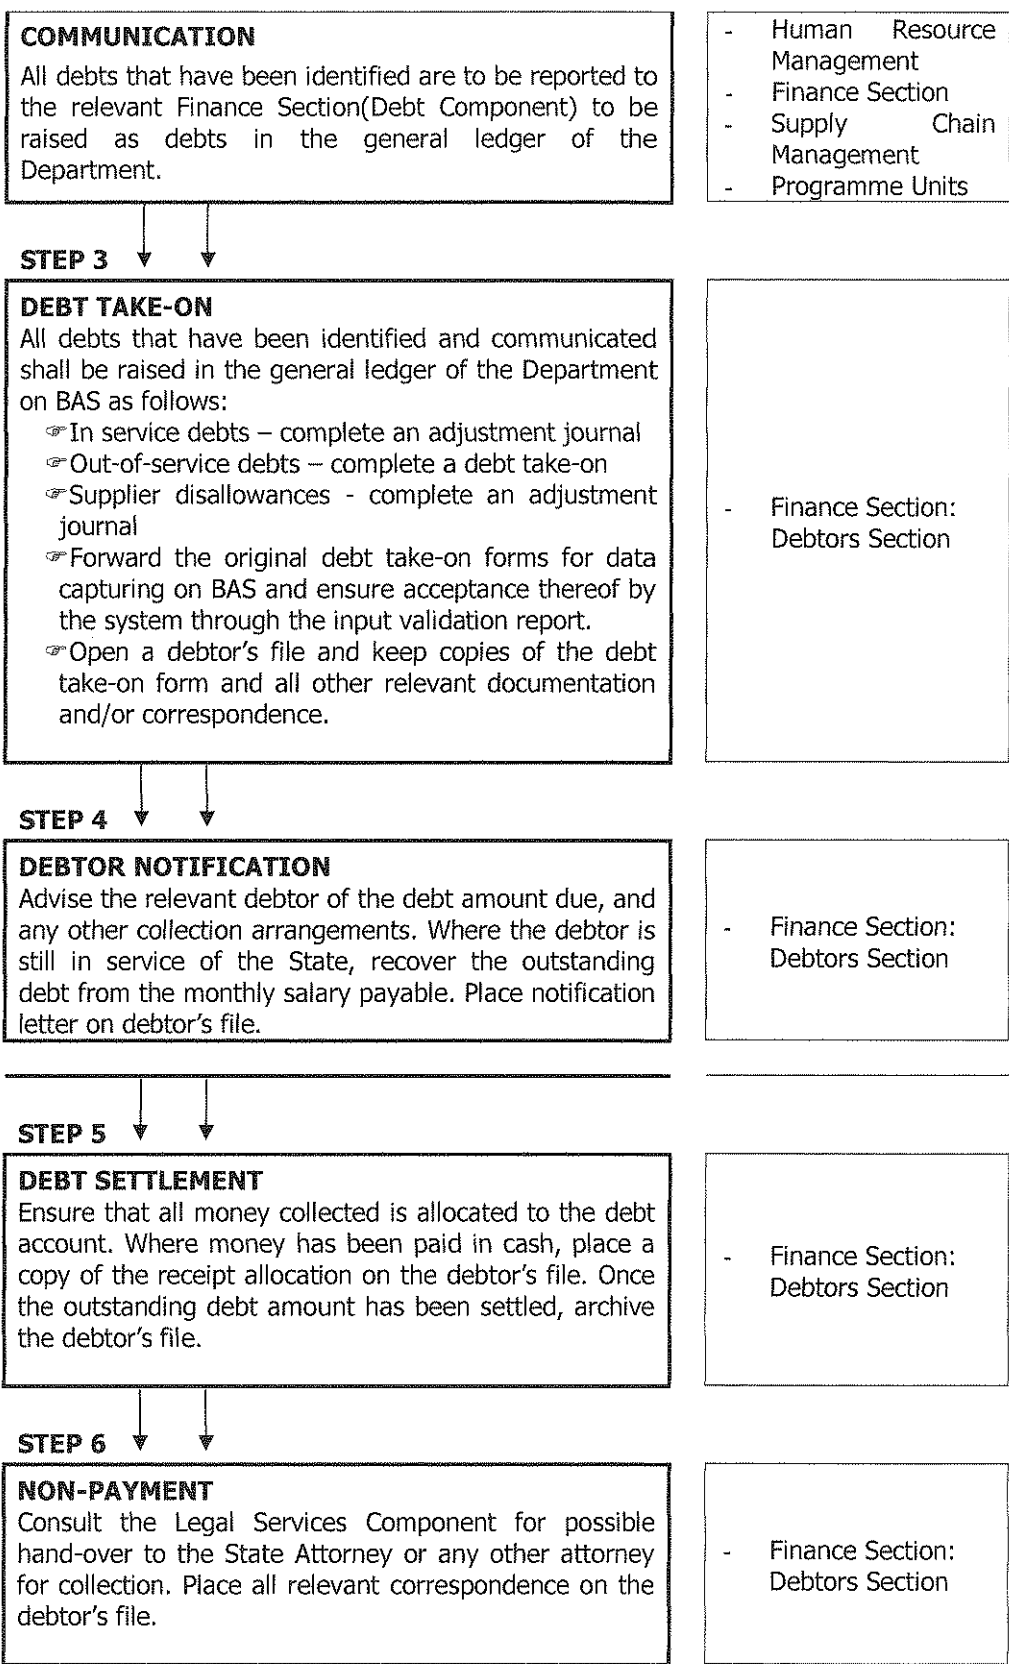 COMMUNICATION
All debts that have been identified are to be reported to
the relevant Finance Section(Debt Component) to be
raised as debts in the general ledger of the
Department.
- Human Resource
Management
- Finance Section
- Supply Chain
Management
- Programme Units
STEP 3
DEBT TAKE-ON
All debts that have been identified and communicated
shall be raised in the general ledger of the Department
on BAS as follows:
☞In service debts – complete an adjustment journal
☞Out-of-service debts – complete a debt take-on
☞Supplier disallowances - complete an adjustment
journal
☞Forward the original debt take-on forms for data
capturing on BAS and ensure acceptance thereof by
the system through the input validation report.
☞Open a debtor's file and keep copies of the debt
take-on form and all other relevant documentation
and/or correspondence.
- Finance Section:
Debtors Section
STEP 4
DEBTOR NOTIFICATION
Advise the relevant debtor of the debt amount due, and
any other collection arrangements. Where the debtor is
still in service of the State, recover the outstanding
debt from the monthly salary payable. Place notification
letter on debtor's file.
- Finance Section:
Debtors Section
STEP 5
DEBT SETTLEMENT
Ensure that all money collected is allocated to the debt
account. Where money has been paid in cash, place a
copy of the receipt allocation on the debtor's file. Once
the outstanding debt amount has been settled, archive
the debtor's file.
- Finance Section:
Debtors Section
STEP 6
NON-PAYMENT
Consult the Legal Services Component for possible
hand-over to the State Attorney or any other attorney
for collection. Place all relevant correspondence on the
debtor's file.
- Finance Section:
Debtors Section